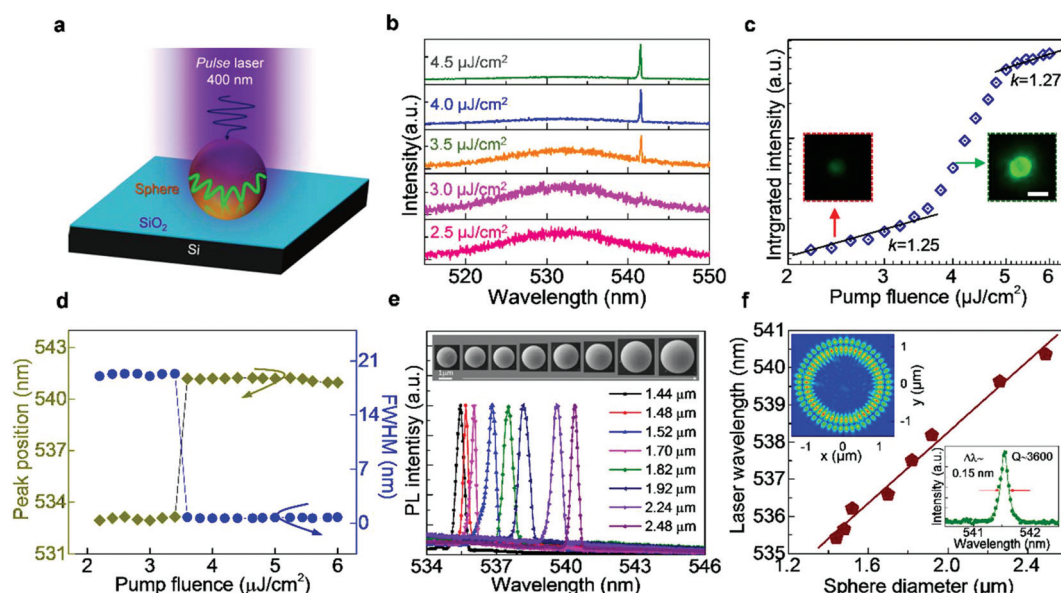 a
Pulse laser
400 nm
Sphere
SiO2
Si
b
4.5 μJ/cm2
4.0 μJ/cm2
3.5 μJ/cm2
3.0 μJ/cm2
2.5 μJ/cm2
Intensity(a.u.)
520 530 540 550
Wavelength (nm)
c
Intrgrated intensity (a.u.)
k=1.27
k=1.25
2 3 4 5 6
Pump fluence (μJ/cm2)
d
543
541
539
537
535
533
531
Peak position (nm)
21
14
7
0
FWHM (nm)
2 3 4 5 6
Pump fluence (μJ/cm2)
e
PL intentisy (a.u.)
1μm
1.44 μm
1.48 μm
1.52 μm
1.70 μm
1.82 μm
1.92 μm
2.24 μm
2.48 μm
534 537 540 543 546
Wavelength (nm)
f
541
540
539
538
537
536
535
Laser wavelength (nm)
1
0
-1
y (μm)
-1 0 1
x (μm)
Δλ~
0.15 nm
Q~3600
Intensity (a.u.)
541 542
Wavelength (nm)
1.2 1.6 2.0 2.4
Sphere diameter (μm)